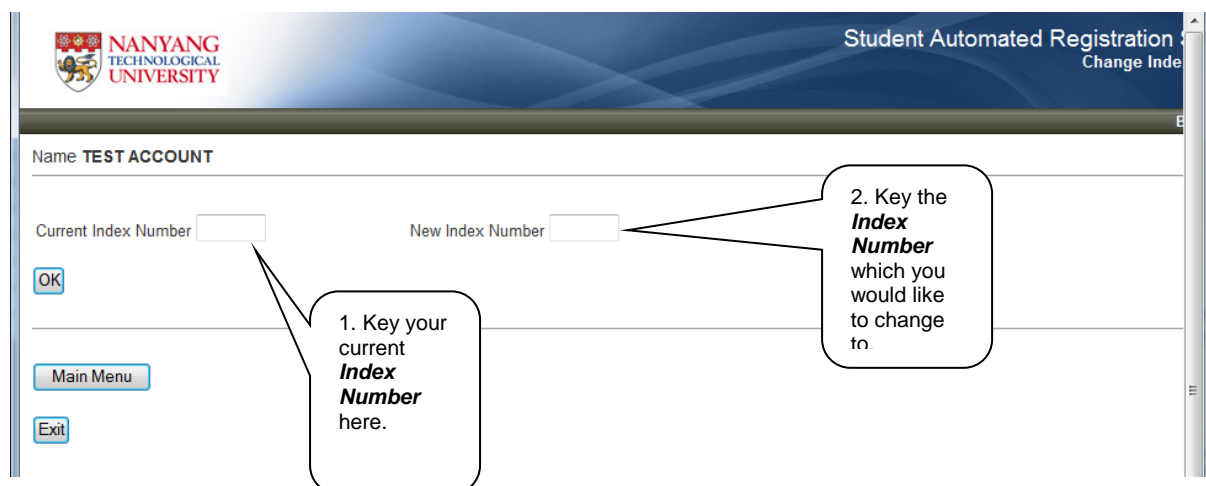 NANYANG
TECHNOLOGICAL
UNIVERSITY
Student Automated Registration
Change Inde
E
Name TEST ACCOUNT
Current Index Number
New Index Number
OK
2. Key the
Index
Number
which you
would like
to change
to.
1. Key your
current
Index
Number
here.
Main Menu
Exit